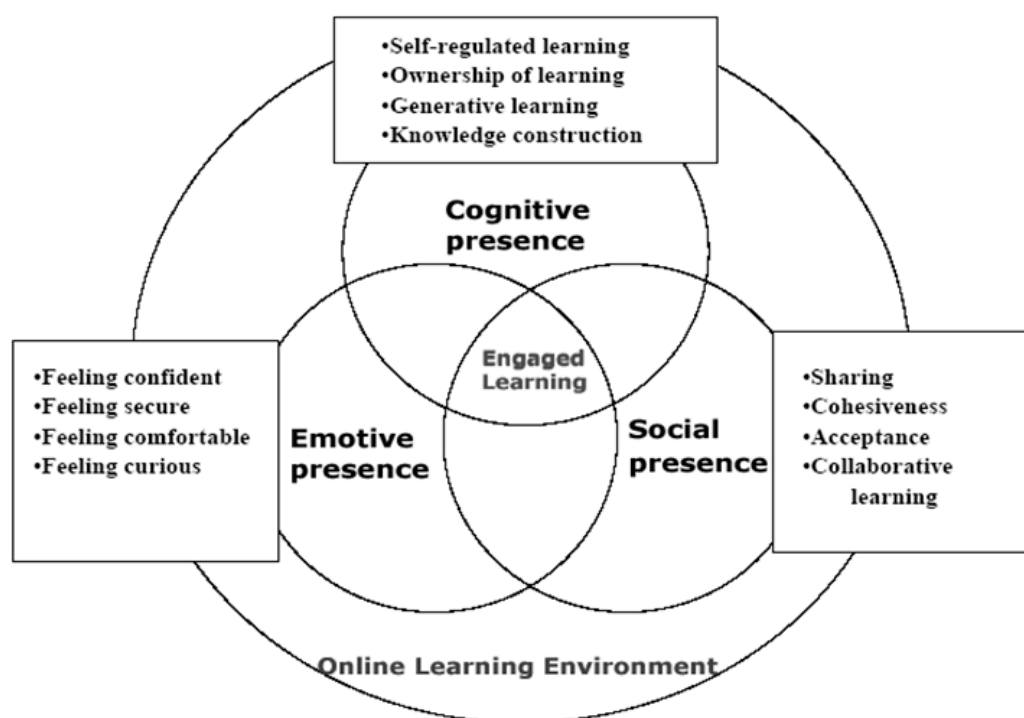 •Self-regulated learning
•Ownership of learning
•Generative learning
•Knowledge construction
Cognitive
presence
Engaged
Learning
•Feeling confident
•Feeling secure
•Feeling comfortable
•Feeling curious
Emotive
presence
Social
presence
•Sharing
•Cohesiveness
•Acceptance
•Collaborative
learning
Online Learning Environment